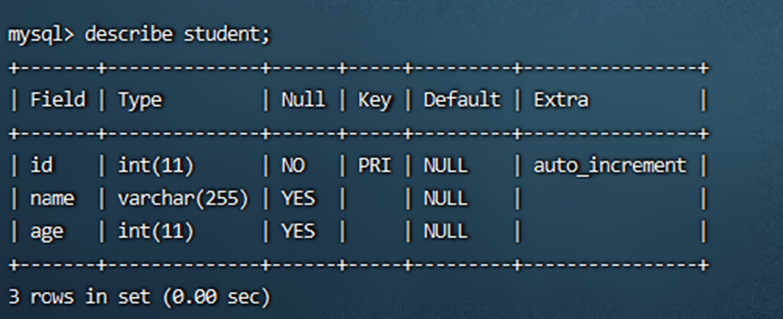 mysql> describe student;
+-------+--------------+------+-----+---------+----------------+
| Field | Type         | Null | Key | Default | Extra          |
+-------+--------------+------+-----+---------+----------------+
| id    | int(11)      | NO   | PRI | NULL    | auto_increment |
| name  | varchar(255) | YES  |     | NULL    |                |
| age   | int(11)      | YES  |     | NULL    |                |
+-------+--------------+------+-----+---------+----------------+
3 rows in set (0.00 sec)